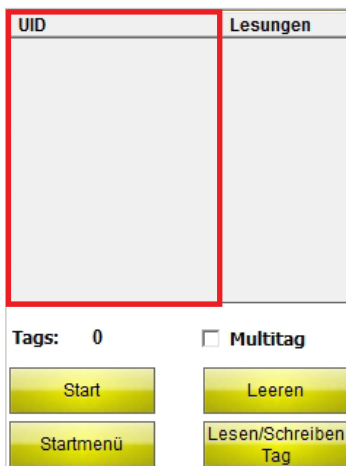 UID Lesungen
Tags: 0 Multitag
Start Leeren
Startmenü Lesen/Schreiben
Tag